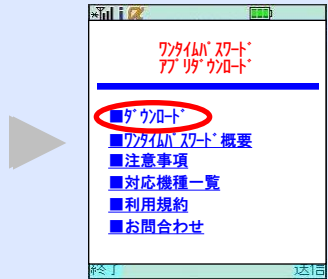 ﾜﾝﾀｲﾑﾊﾟｽﾜｰﾄﾞ
ｱﾌﾟﾘﾀﾞｳﾝﾛｰﾄﾞ
■ﾀﾞｳﾝﾛｰﾄﾞ
■ﾜﾝﾀｲﾑﾊﾟｽﾜｰﾄﾞ概要
■注意事項
■対応機種一覧
■利用規約
■お問合わせ
終了 送信